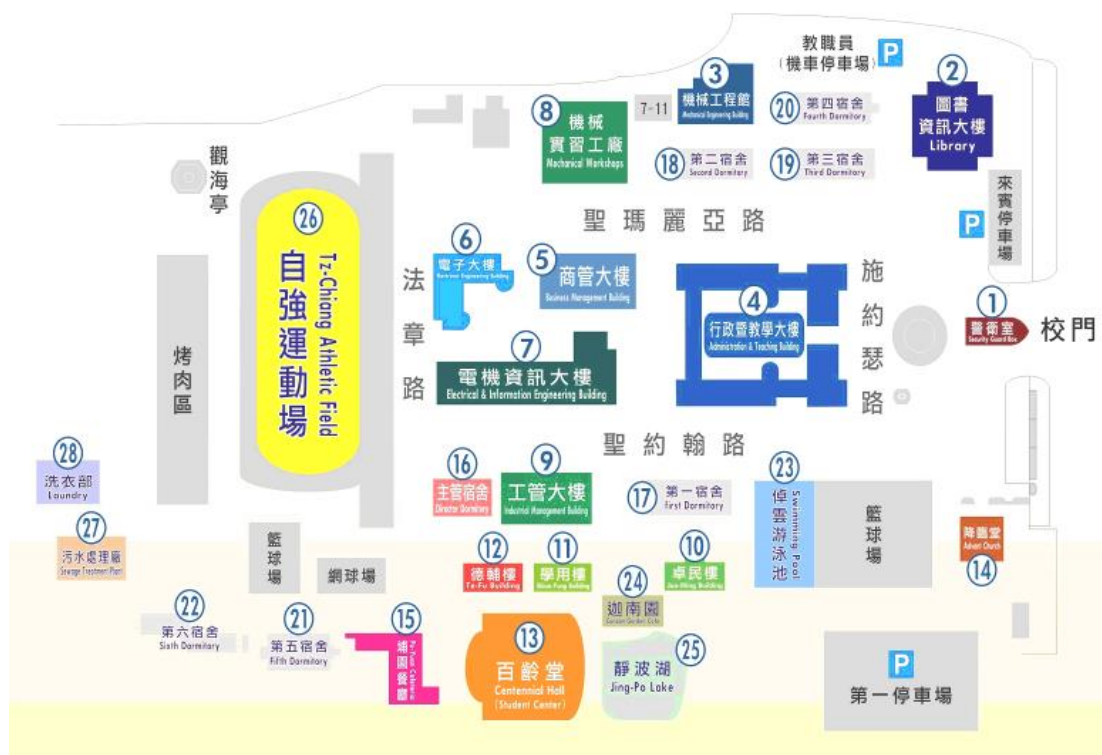 教職員
(機車停車場)
P
2
圖書
資訊大樓
Library
3
機械工程館
Mechanical Engineering Building
7-11
8
機械
實習工廠
Mechanical Workshops
20
第四宿舍
Fourth Dormitory
18
第二宿舍
Second Dormitory
19
第三宿舍
Third Dormitory
來賓停車場
P
觀海亭
26
自強運動場
Tz-Chiang Athletic Field
聖瑪麗亞路
法章路
6
電子大樓
Electrical Engineering Building
5
商管大樓
Business Management Building
4
行政暨教學大樓
Administration & Teaching Building
施約瑟路
1
警衛室
Security Guard Box
校門
7
電機資訊大樓
Electrical & Information Engineering Building
烤肉區
聖約翰路
28
洗衣部
Laundry
27
污水處理廠
Sewage Treatment Plant
16
主管宿舍
Director Dormitory
9
工管大樓
Industrial Management Building
17
第一宿舍
First Dormitory
23
倬雲游泳池
Swimming Pool
籃球場
降臨堂
Advent Church
14
籃球場
網球場
12
德輔樓
Te-Fu Building
11
學用樓
10
卓民樓
24
迦南園
22
第六宿舍
Sixth Dormitory
21
第五宿舍
Fifth Dormitory
15
埔園餐廳
13
百齡堂
Centennial Hall
(Student Center)
25
靜波湖
Jing-Po Lake
P
第一停車場